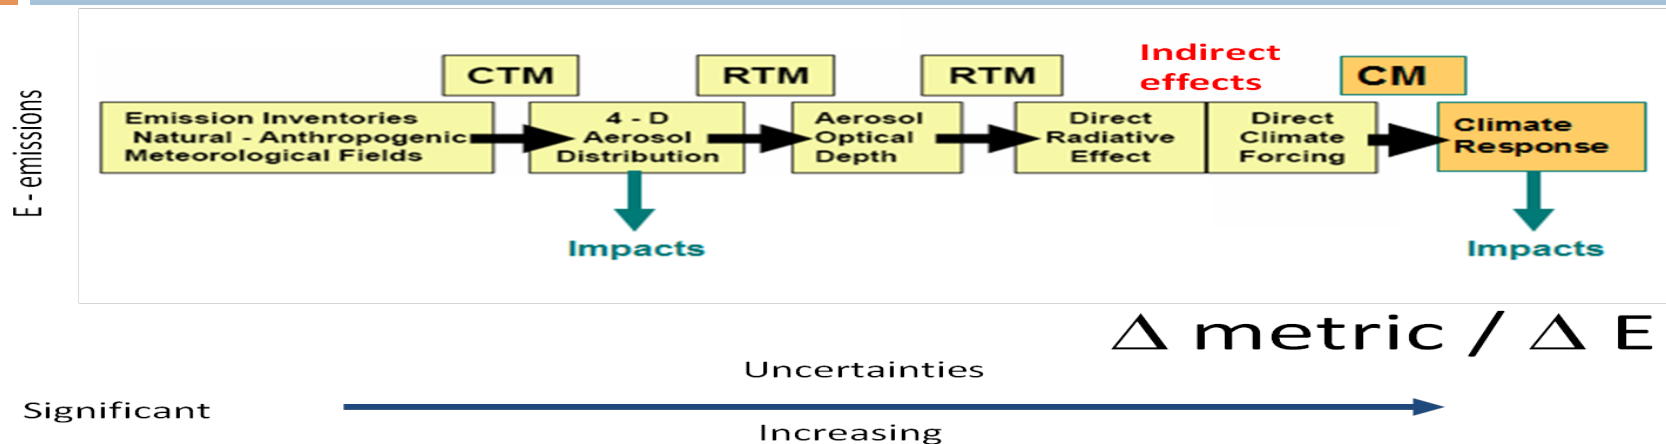 E - emissions
CTM
RTM
RTM
Indirect
effects
CM
Emission Inventories
Natural - Anthropogenic
Meteorological Fields
4 - D
Aerosol
Distribution
Aerosol
Optical
Depth
Direct
Radiative
Effect
Direct
Climate
Forcing
Climate
Response
Impacts
Impacts
Δ metric / Δ E
Uncertainties
Significant
Increasing